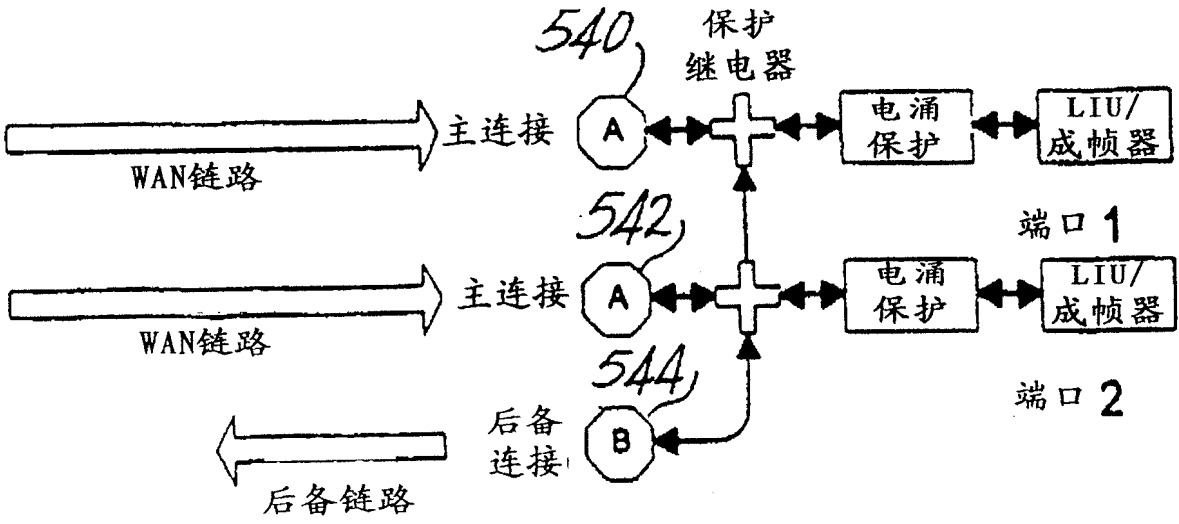 540
保护
继电器
主连接
A
电涌
保护
LIU/
成帧器
WAN链路
端口 1
542
主连接
A
电涌
保护
LIU/
成帧器
WAN链路
端口 2
544
后备
连接
B
后备链路